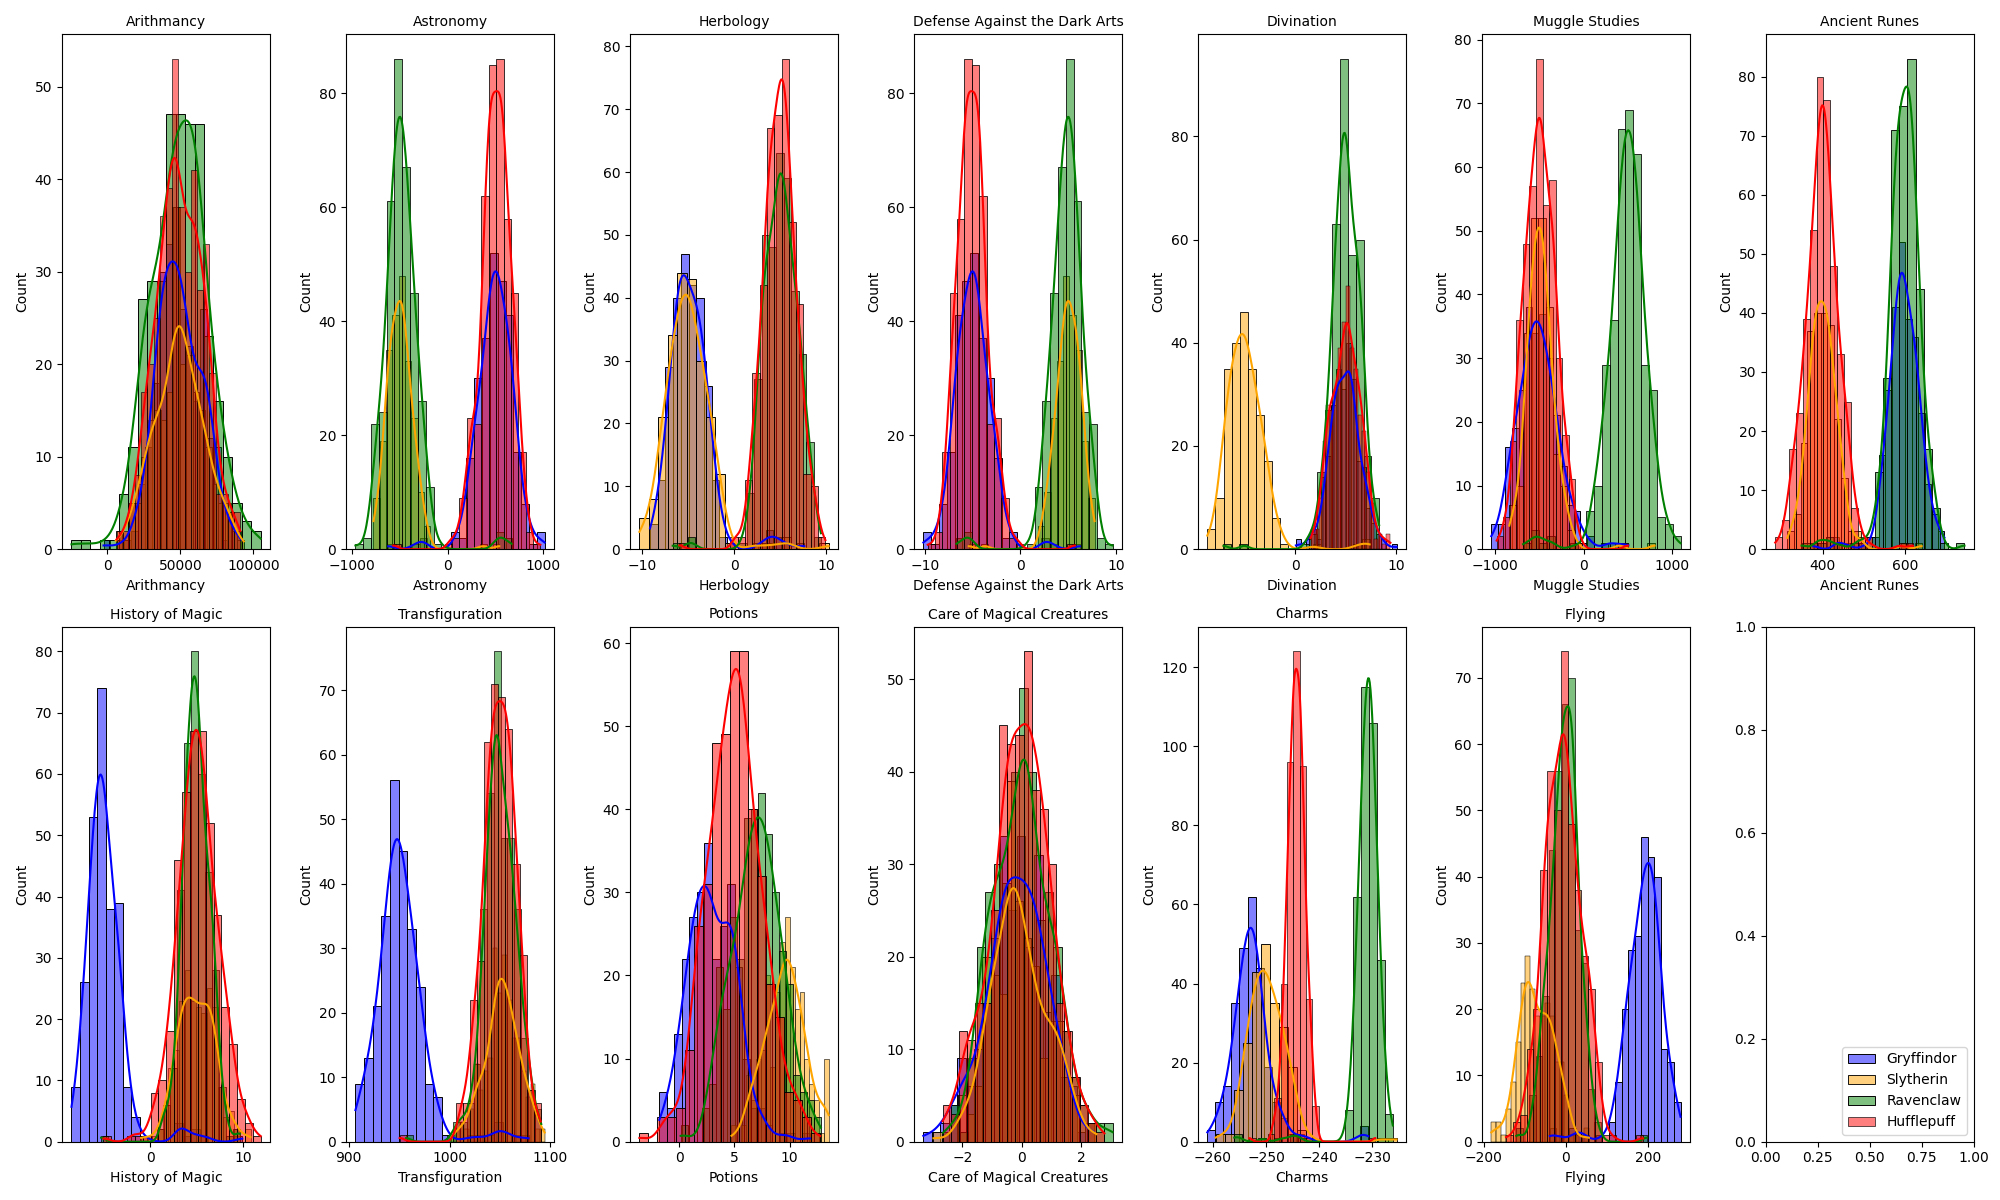 Arithmancy
Count
50
40
30
20
10
0
0 50000 100000
Arithmancy
Astronomy
Count
80
60
40
20
0
−1000 0 1000
Astronomy
Herbology
Count
80
70
60
50
40
30
20
10
0
−10 0 10
Herbology
Defense Against the Dark Arts
Count
80
60
40
20
0
−10 0 10
Defense Against the Dark Arts
Divination
Count
80
60
40
20
0
0 10
Divination
Muggle Studies
Count
80
70
60
50
40
30
20
10
0
−1000 0 1000
Muggle Studies
Ancient Runes
Count
80
70
60
50
40
30
20
10
0
400 600
Ancient Runes
History of Magic
Count
80
70
60
50
40
30
20
10
0
0 10
History of Magic
Transfiguration
Count
70
60
50
40
30
20
10
0
900 1000 1100
Transfiguration
Potions
Count
60
50
40
30
20
10
0
0 5 10
Potions
Care of Magical Creatures
Count
50
40
30
20
10
0
−2 0 2
Care of Magical Creatures
Charms
Count
120
100
80
60
40
20
0
−260 −250 −240 −230
Charms
Flying
Count
70
60
50
40
30
20
10
0
−200 0 200
Flying
1.0
0.8
0.6
0.4
0.2
0.0
0.00 0.25 0.50 0.75 1.00
Gryffindor
Slytherin
Ravenclaw
Hufflepuff